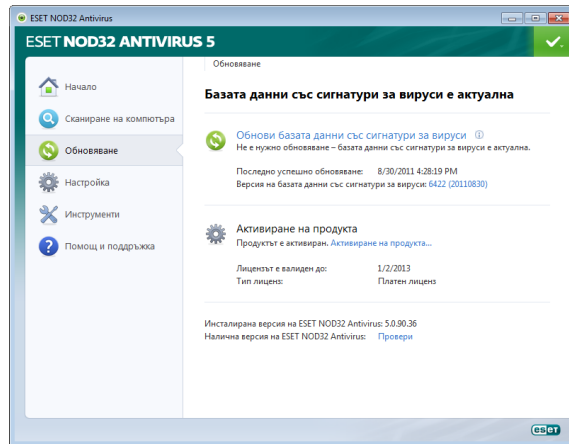 ESET NOD32 Antivirus
ESET NOD32 ANTIVIRUS 5
Начало
Сканиране на компютъра
Обновяване
Настройка
Инструменти
Помощ и поддръжка
Обновяване
Базата данни със сигнатури за вируси е актуална
Обнови базата данни със сигнатури за вируси
Не е нужно обновяване – базата данни със сигнатури за вируси е актуална.
Последно успешно обновяване: 8/30/2011 4:28:19 PM
Версия на базата данни със сигнатури за вируси: 6422 (20110830)
Активиране на продукта
Продуктът е активиран. Активиране на продукта...
Лицензът е валиден до: 1/2/2013
Тип лиценз: Платен лиценз
Инсталирана версия на ESET NOD32 Antivirus: 5.0.90.36
Налична версия на ESET NOD32 Antivirus: Провери
eset